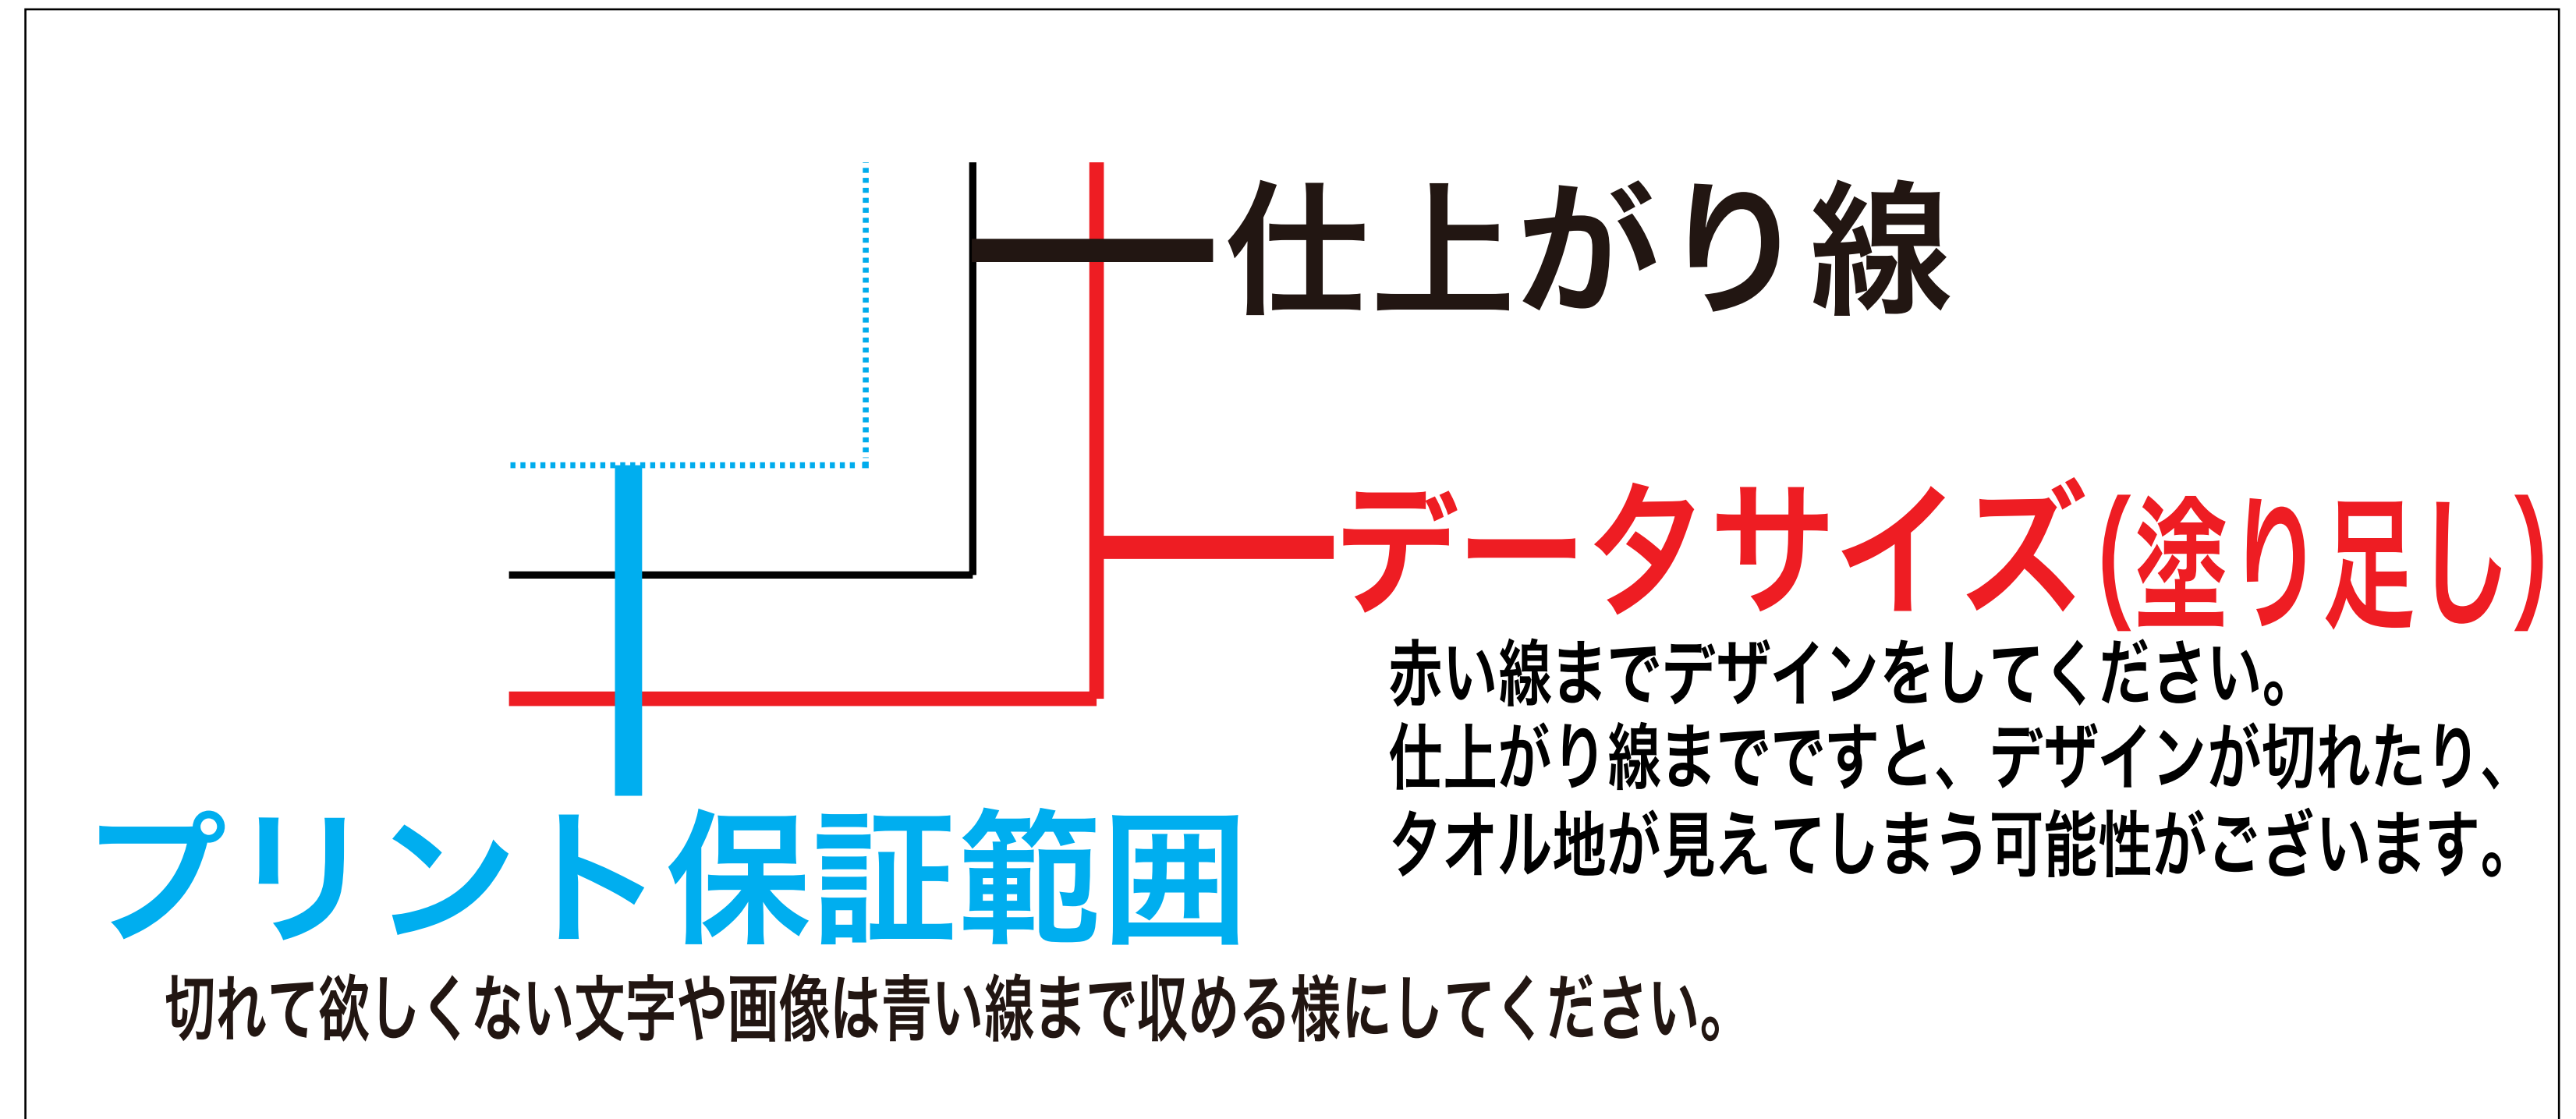 仕上がり線
データサイズ(塗り足し)
赤い線までデザインをしてください。
仕上がり線までですと、デザインが切れたり、
タオル地が見えてしまう可能性がございます。
プリント保証範囲
切れて欲しくない文字や画像は青い線まで収める様にしてください。